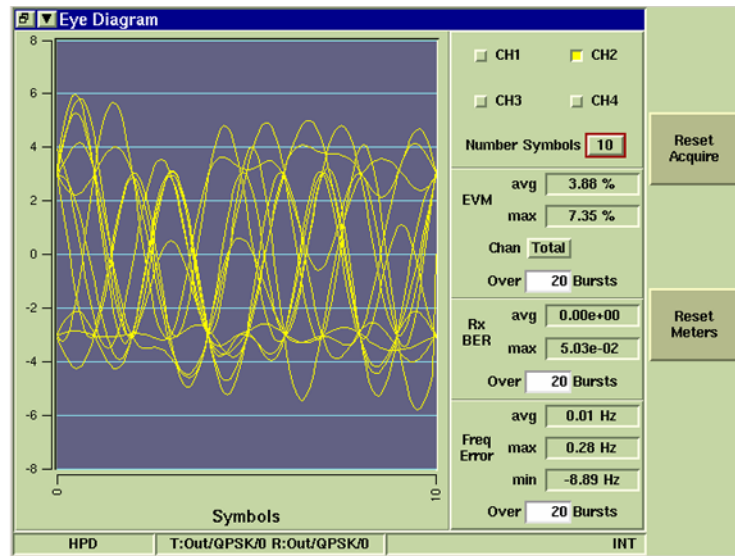 Eye Diagram
8
6
4
2
0
-2
-4
-6
-8
0
10
Symbols
CH1
CH2
CH3
CH4
Number Symbols 10
EVM
avg 3.88 %
max 7.35 %
Chan Total
Over 20 Bursts
Rx BER
avg 0.00e+00
max 5.03e-02
Over 20 Bursts
Freq Error
avg 0.01 Hz
max 0.28 Hz
min -8.89 Hz
Over 20 Bursts
Reset
Acquire
Reset
Meters
HPD
T:Out/QPSK/0 R:Out/QPSK/0
INT